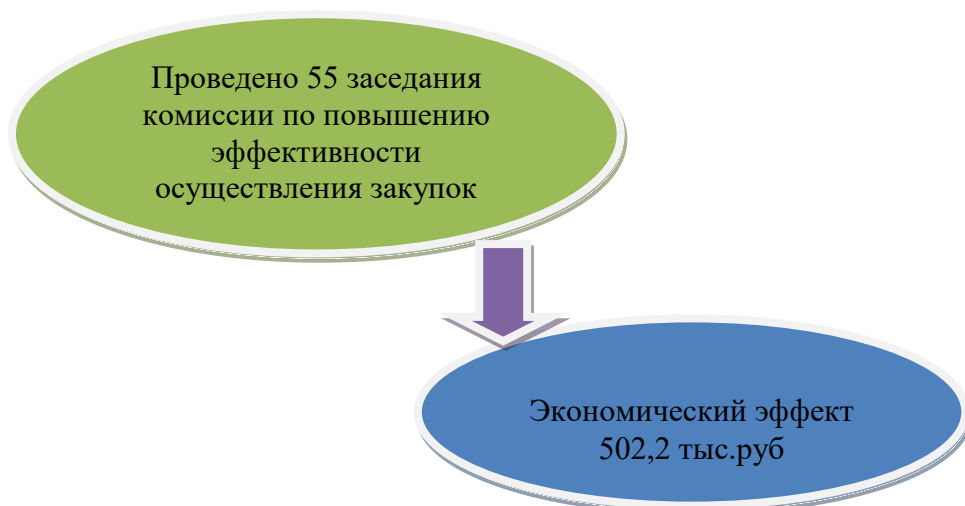 Проведено 55 заседания
комиссии по повышению
эффективности
осуществления закупок
Экономический эффект
502,2 тыс.руб